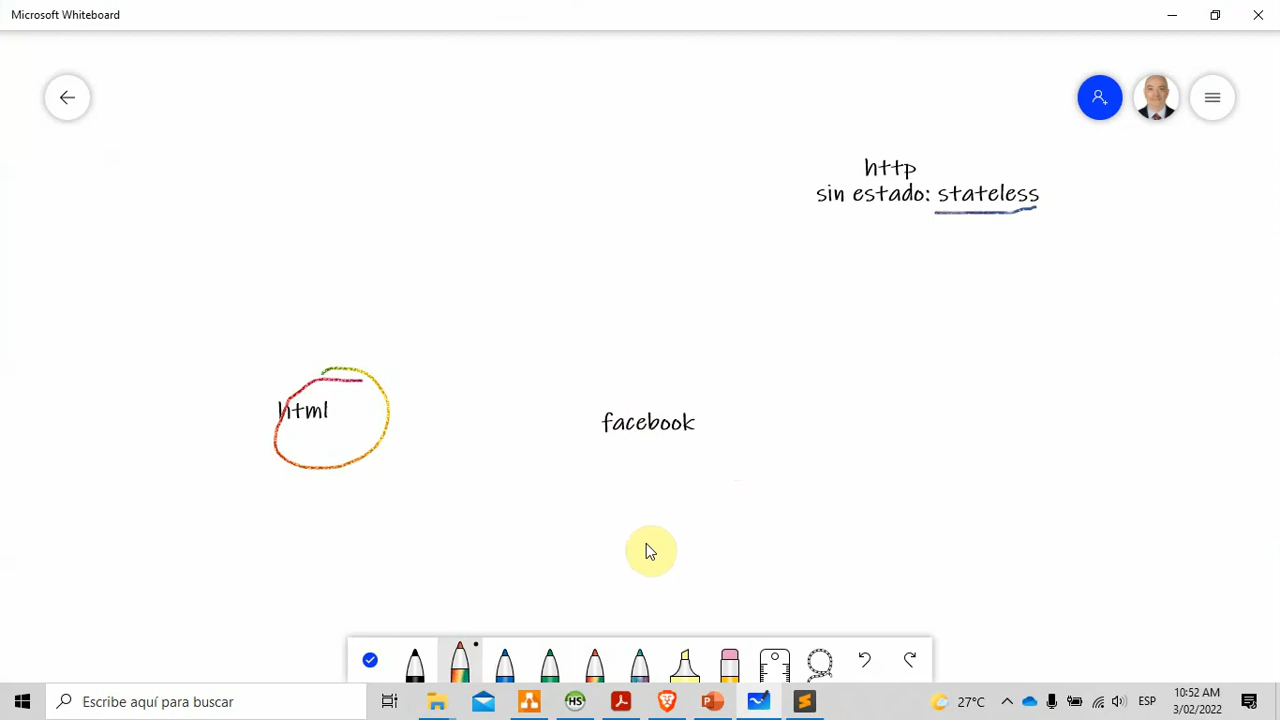 Microsoft Whiteboard
http
sin estado: stateless
html
facebook
Escribe aquí para buscar
HS
27°C
ESP
10:52 AM
3/02/2022